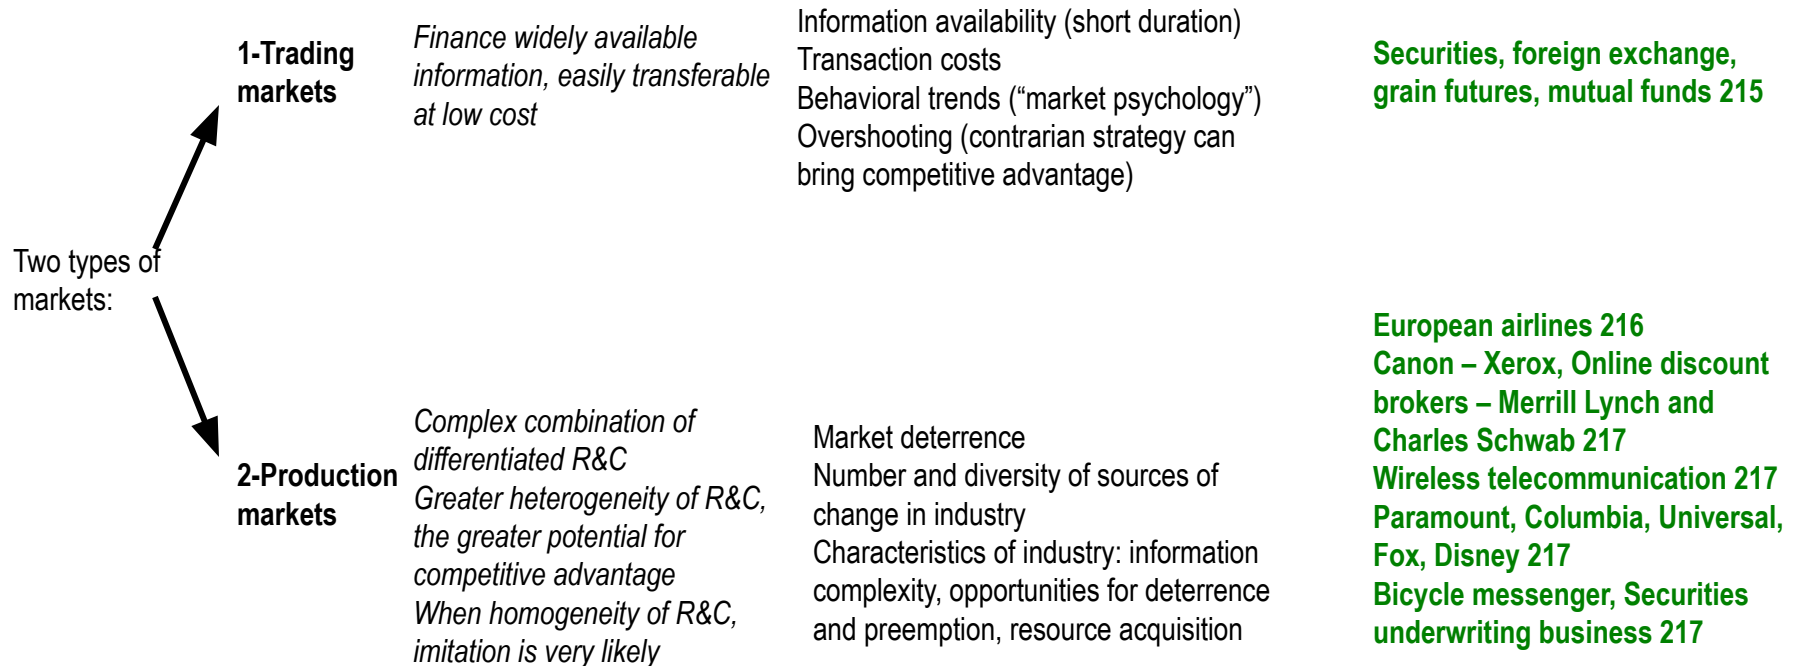 Two types of
markets:
1-Trading
markets
Finance widely available
information, easily transferable
at low cost
Information availability (short duration)
Transaction costs
Behavioral trends (“market psychology”)
Overshooting (contrarian strategy can
bring competitive advantage)
Securities, foreign exchange,
grain futures, mutual funds 215
2-Production
markets
Complex combination of
differentiated R&C
Greater heterogeneity of R&C,
the greater potential for
competitive advantage
When homogeneity of R&C,
imitation is very likely
Market deterrence
Number and diversity of sources of
change in industry
Characteristics of industry: information
complexity, opportunities for deterrence
and preemption, resource acquisition
European airlines 216
Canon – Xerox, Online discount
brokers – Merrill Lynch and
Charles Schwab 217
Wireless telecommunication 217
Paramount, Columbia, Universal,
Fox, Disney 217
Bicycle messenger, Securities
underwriting business 217